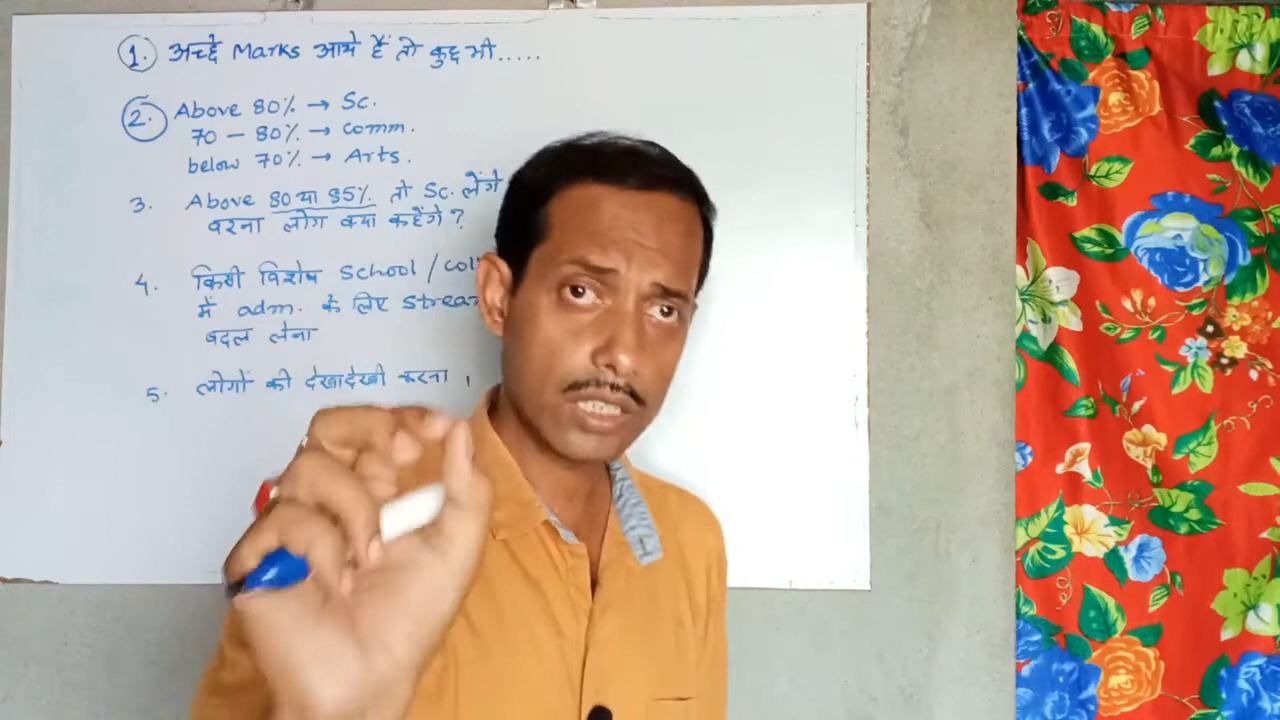 1. अच्छे Marks आये हैं तो कुछ भी.....
2. Above 80% → Sc.
70 – 80% → Comm.
below 70% → Arts.
3. Above 80 या 85% तो Sc. लेंगे
वरना लोग क्या कहेंगे ?
4. किसी विशेष School /
में adm. के लिए
बदल लेना
5. लोगों की देखादेखी करना ।